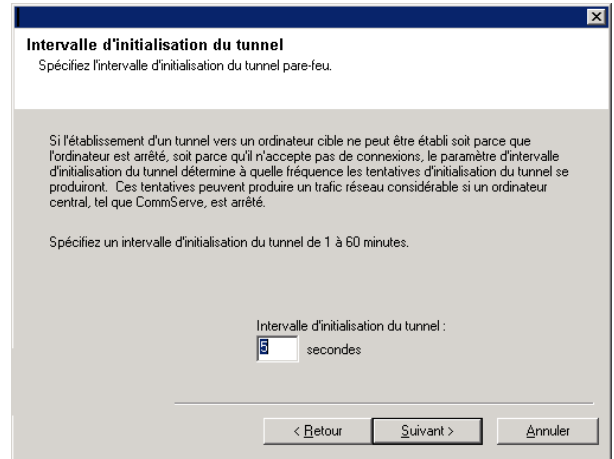 Intervalle d'initialisation du tunnel
Spécifiez l'intervalle d'initialisation du tunnel pare-feu.
Si l'établissement d'un tunnel vers un ordinateur cible ne peut être établi soit parce que
l'ordinateur est arrêté, soit parce qu'il n'accepte pas de connexions, le paramètre d'intervalle
d'initialisation du tunnel détermine à quelle fréquence les tentatives d'initialisation du tunnel se
produiront. Ces tentatives peuvent produire un trafic réseau considérable si un ordinateur
central, tel que CommServe, est arrêté.
Spécifiez un intervalle d'initialisation du tunnel de 1 à 60 minutes.
Intervalle d'initialisation du tunnel :
5 secondes
< Retour Suivant > Annuler